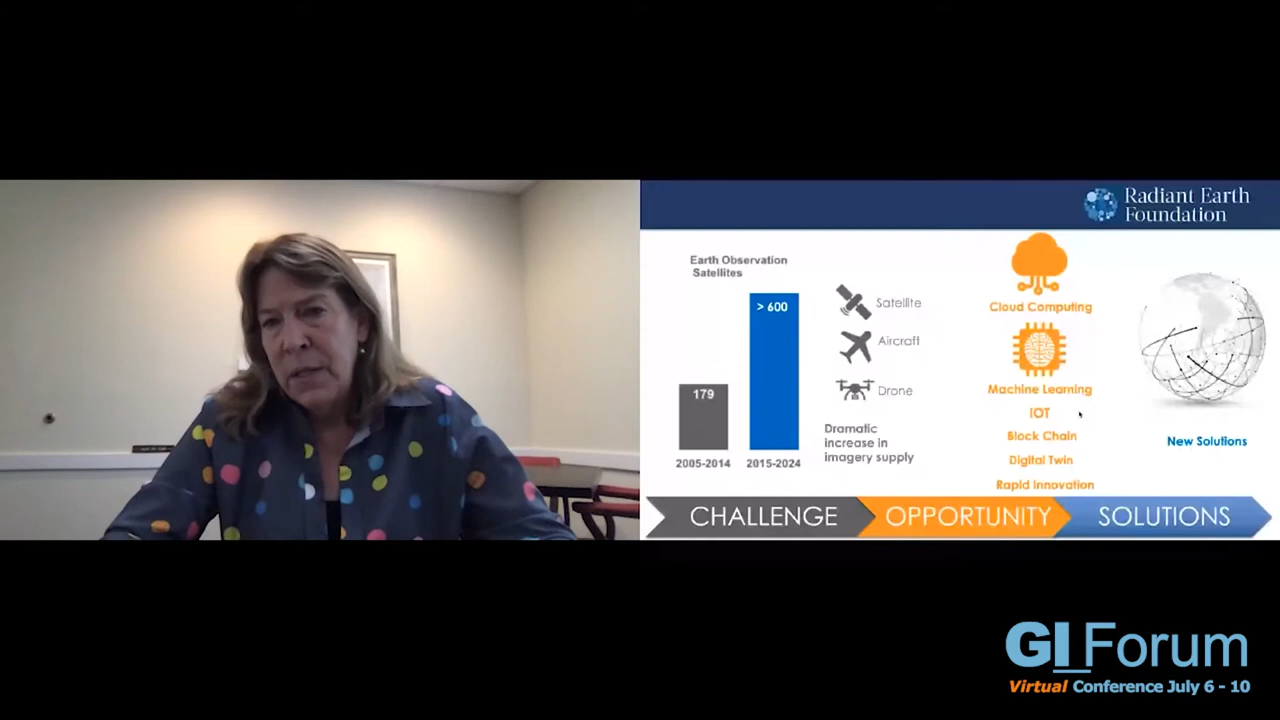 Radiant Earth
Foundation
Earth Observation
Satellites
> 600
179
2005-2014
2015-2024
Satellite
Aircraft
Drone
Dramatic
increase in
imagery supply
Cloud Computing
Machine Learning
IOT
Block Chain
Digital Twin
Rapid Innovation
New Solutions
CHALLENGE
OPPORTUNITY
SOLUTIONS
GI_Forum
Virtual Conference July 6 - 10